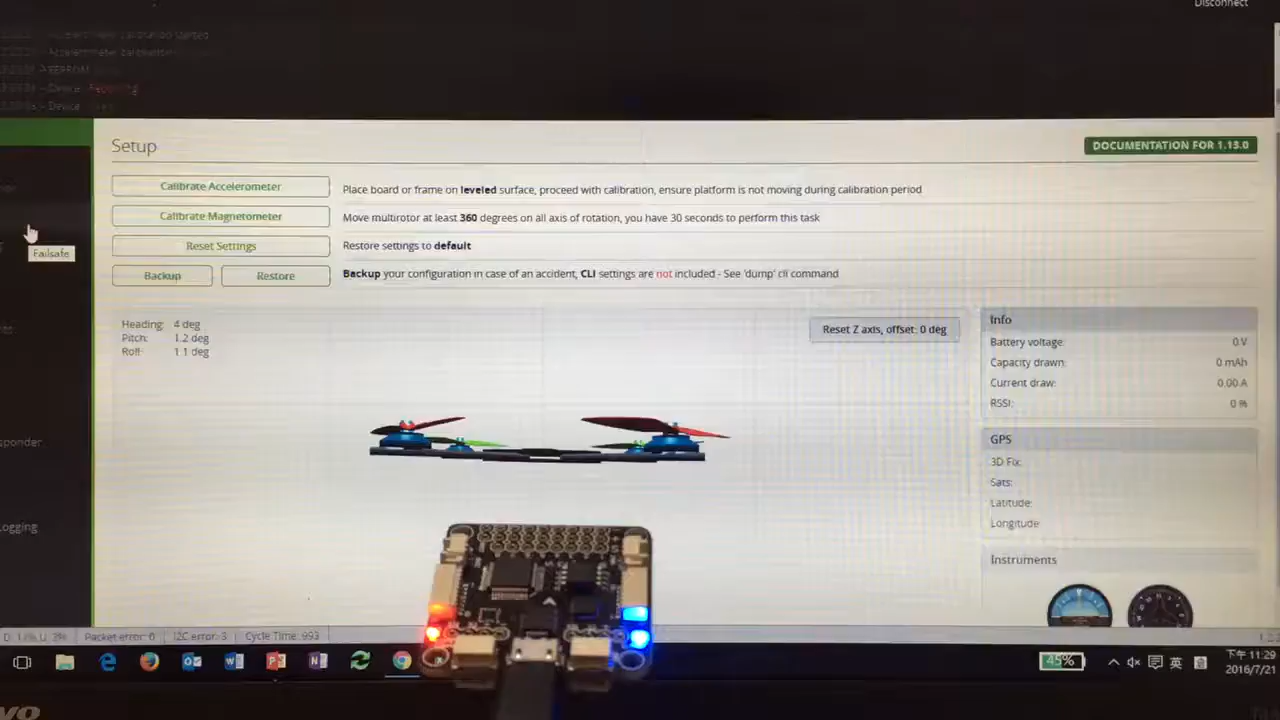 Disconnect
Setup
DOCUMENTATION FOR 1.13.0
Calibrate Accelerometer
Place board or frame on leveled surface, proceed with calibration, ensure platform is not moving during calibration period
Calibrate Magnetometer
Move multirotor at least 360 degrees on all axis of rotation, you have 30 seconds to perform this task
Reset Settings
Restore settings to default
Failsafe
Backup
Restore
Backup your configuration in case of an accident, CLI settings are not included - See 'dump' cli command
Heading: 4 deg
Pitch: 1.2 deg
Roll: 1.1 deg
Reset Z axis, offset: 0 deg
Info
Battery voltage: 0 V
Capacity drawn: 0 mAh
Current draw: 0.00 A
RSSI: 0 %
GPS
3D Fix:
Sats:
Latitude:
Longitude:
Instruments
Logging
Packet error: 0
I2C error: 3
Cycle Time: 993
45%
英
下午 11:29
2016/7/21